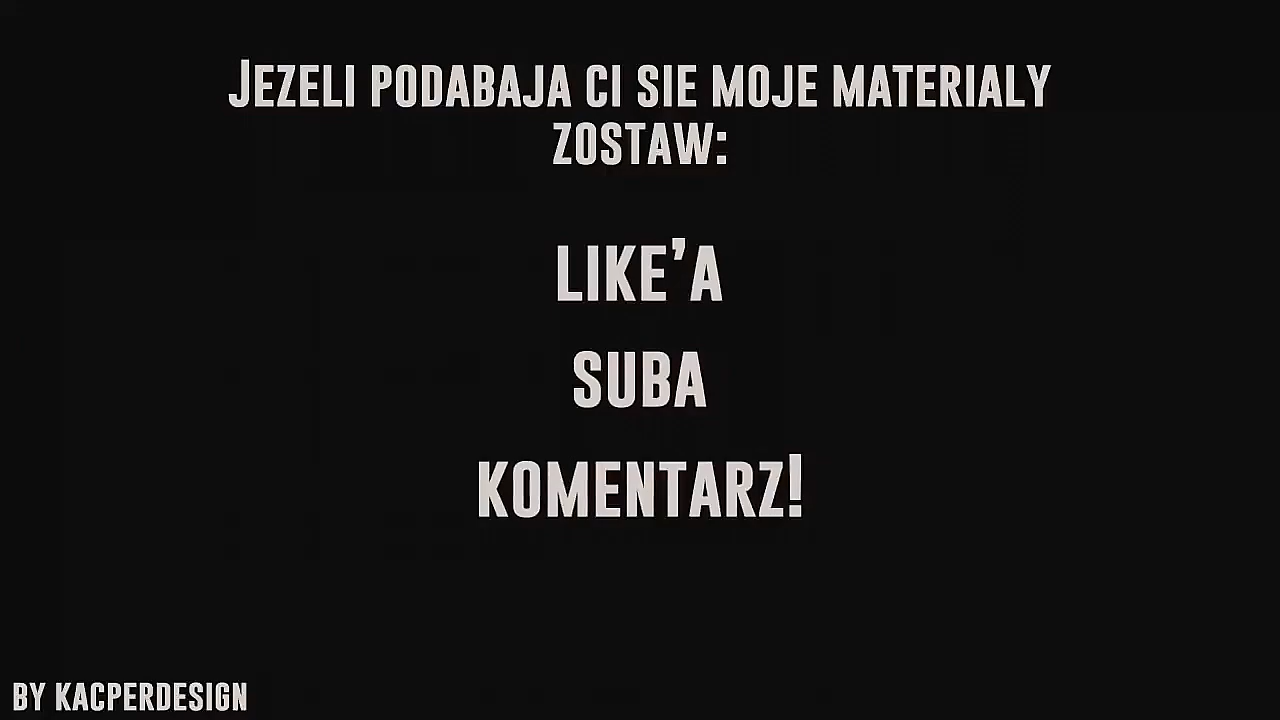 Jezeli podabaja ci sie moje materialy
zostaw:
like'a
suba
komentarz!
by kacperdesign